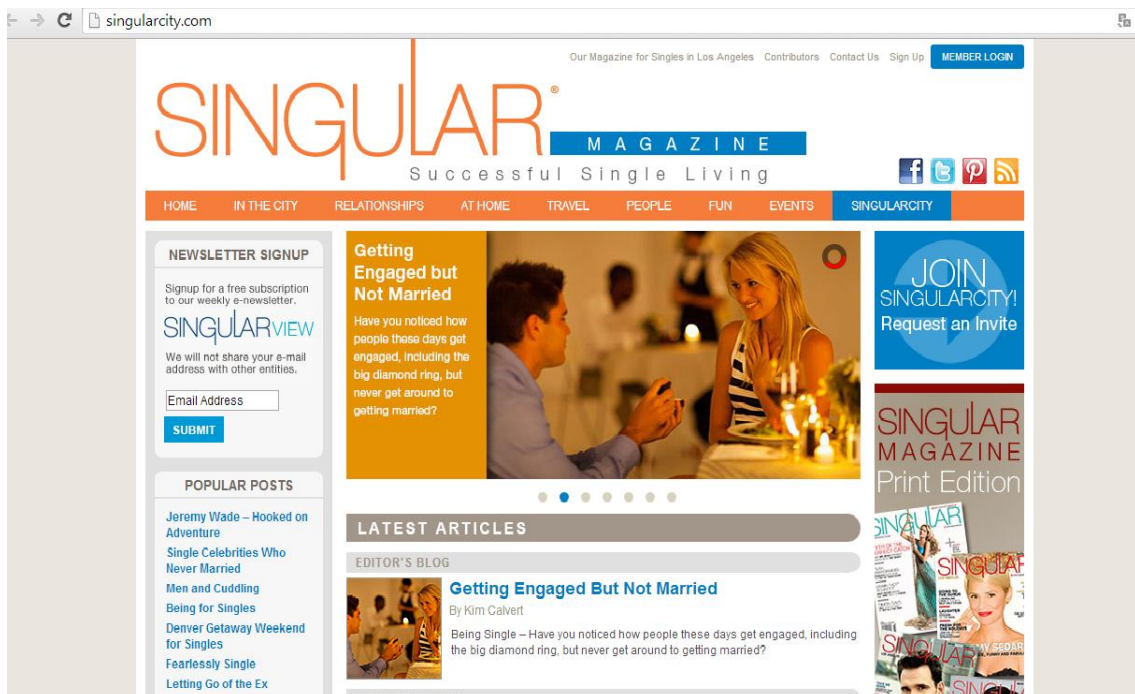 singularcity.com
Our Magazine for Singles in Los Angeles Contributors Contact Us Sign Up MEMBER LOGIN
SINGULAR®
MAGAZINE
Successful Single Living
HOME IN THE CITY RELATIONSHIPS AT HOME TRAVEL PEOPLE FUN EVENTS SINGULARCITY
NEWSLETTER SIGNUP
Signup for a free subscription
to our weekly e-newsletter.
SINGULARVIEW
We will not share your e-mail
address with other entities.
Email Address
SUBMIT
POPULAR POSTS
Jeremy Wade – Hooked on
Adventure
Single Celebrities Who
Never Married
Men and Cuddling
Being for Singles
Denver Getaway Weekend
for Singles
Fearlessly Single
Letting Go of the Ex
Getting
Engaged but
Not Married
Have you noticed how
people these days get
engaged, including the
big diamond ring, but
never get around to
getting married?
LATEST ARTICLES
EDITOR'S BLOG
Getting Engaged But Not Married
By Kim Calvert
Being Single – Have you noticed how people these days get engaged, including
the big diamond ring, but never get around to getting married?
JOIN
SINGULARCITY!
Request an Invite
SINGULAR
MAGAZINE
Print Edition
SINGULAR
SINGULAR
SINGULAR
SINGULAR